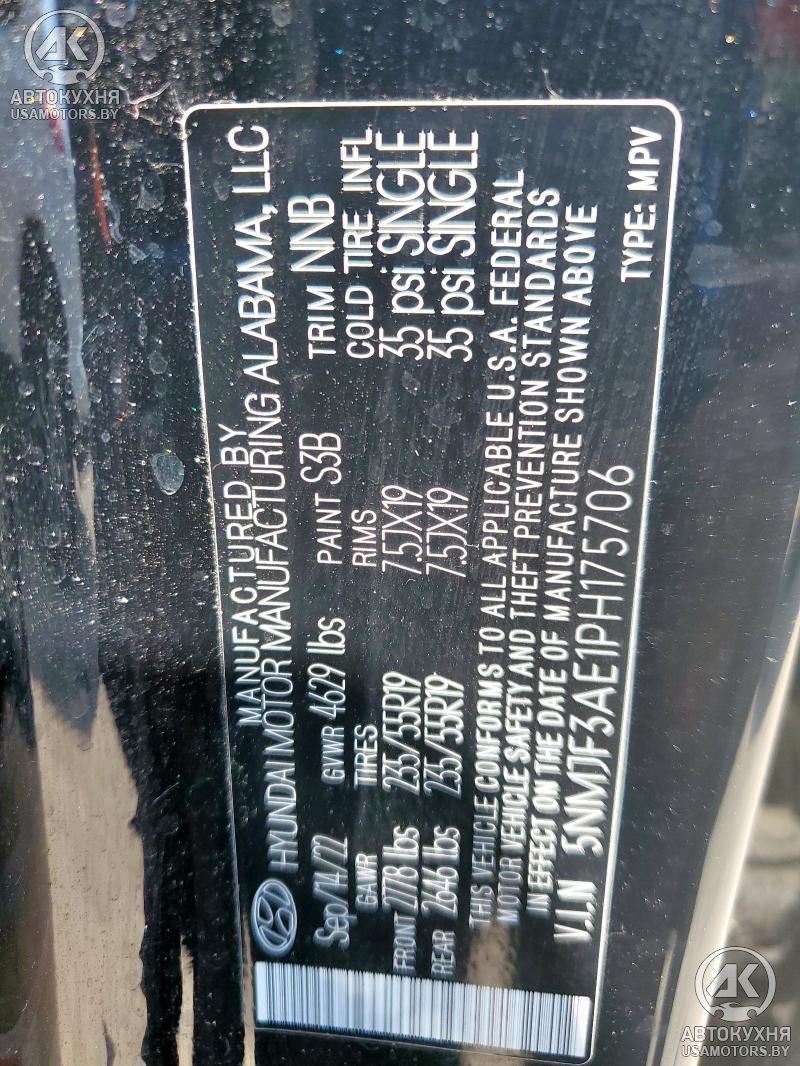 АВТОКУХНЯ
USAMOTORS.BY
MANUFACTURED BY
HYUNDAI MOTOR MANUFACTURING ALABAMA, LLC
Sep/14/22 GVWR 4629 lbs PAINT S3B TRIM NNB
GAWR TIRES RIMS COLD TIRE INFL
FRONT 2778 lbs 235/55R19 7.5JX19 35 psi SINGLE
REAR 2646 lbs 235/55R19 7.5JX19 35 psi SINGLE
THIS VEHICLE CONFORMS TO ALL APPLICABLE U.S.A. FEDERAL
MOTOR VEHICLE SAFETY AND THEFT PREVENTION STANDARDS
IN EFFECT ON THE DATE OF MANUFACTURE SHOWN ABOVE
V.I.N 5NMJF3AE1PH175706 TYPE: MPV
АВТОКУХНЯ
USAMOTORS.BY